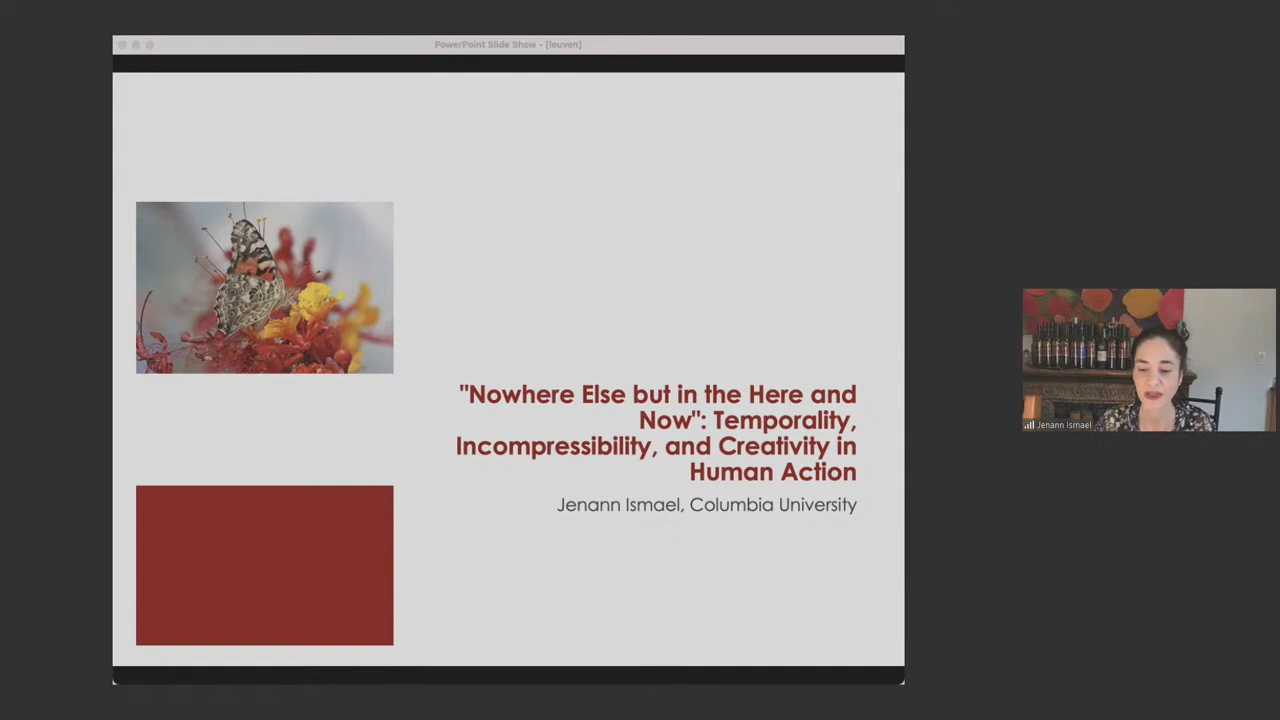 PowerPoint Slide Show - [leuven]
"Nowhere Else but in the Here and
Now": Temporality,
Incompressibility, and Creativity in
Human Action
Jenann Ismael, Columbia University
Jenann Ismael